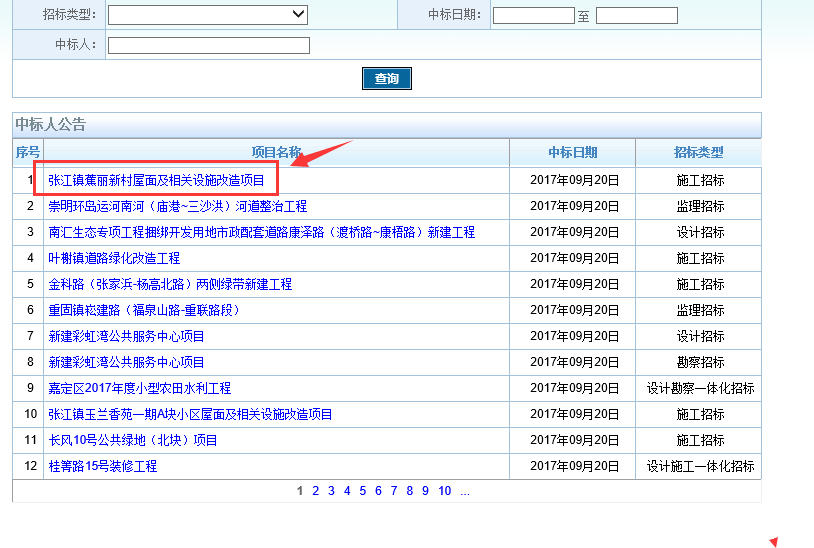 招标类型： 中标日期： 至
中标人：
查询
中标人公告
序号 项目名称 中标日期 招标类型
1 张江镇蕉丽新村屋面及相关设施改造项目 2017年09月20日 施工招标
2 崇明环岛运河南河（庙港~三沙洪）河道整治工程 2017年09月20日 监理招标
3 南汇生态专项工程捆绑开发用地市政配套道路康泽路（渡桥路~康梧路）新建工程 2017年09月20日 设计招标
4 叶榭镇道路绿化改造工程 2017年09月20日 施工招标
5 金科路（张家浜-杨高北路）两侧绿带新建工程 2017年09月20日 施工招标
6 重固镇崧建路（福泉山路-重联路段） 2017年09月20日 监理招标
7 新建彩虹湾公共服务中心项目 2017年09月20日 设计招标
8 新建彩虹湾公共服务中心项目 2017年09月20日 勘察招标
9 嘉定区2017年度小型农田水利工程 2017年09月20日 设计勘察一体化招标
10 张江镇玉兰香苑一期A块小区屋面及相关设施改造项目 2017年09月20日 施工招标
11 长风10号公共绿地（北块）项目 2017年09月20日 施工招标
12 桂箐路15号装修工程 2017年09月20日 设计施工一体化招标
1 2 3 4 5 6 7 8 9 10 ...